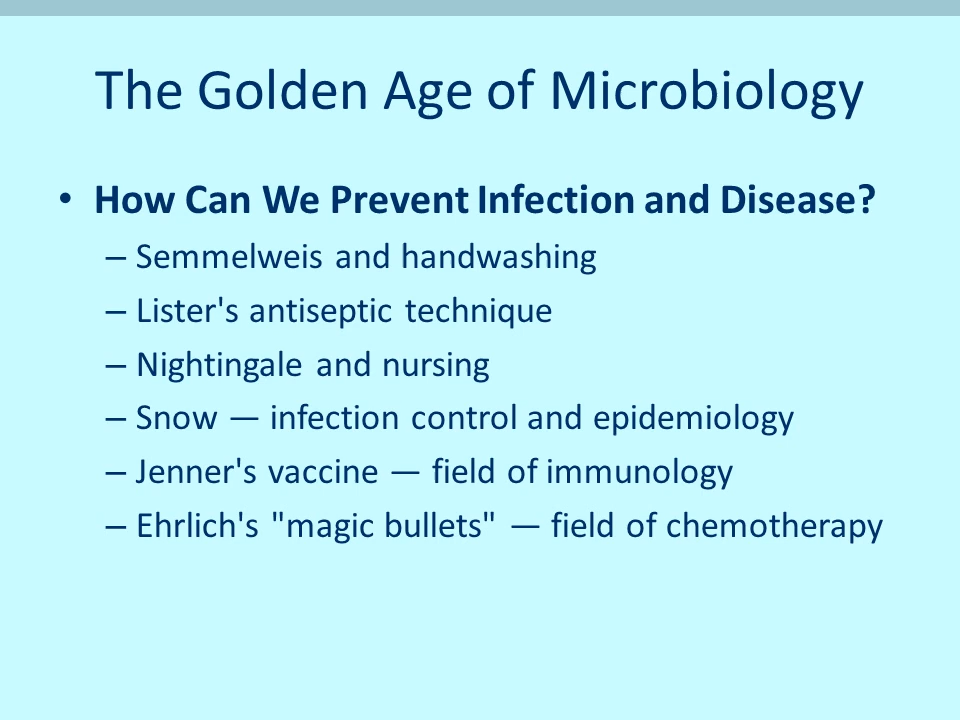 The Golden Age of Microbiology
• How Can We Prevent Infection and Disease?
– Semmelweis and handwashing
– Lister's antiseptic technique
– Nightingale and nursing
– Snow — infection control and epidemiology
– Jenner's vaccine — field of immunology
– Ehrlich's "magic bullets" — field of chemotherapy